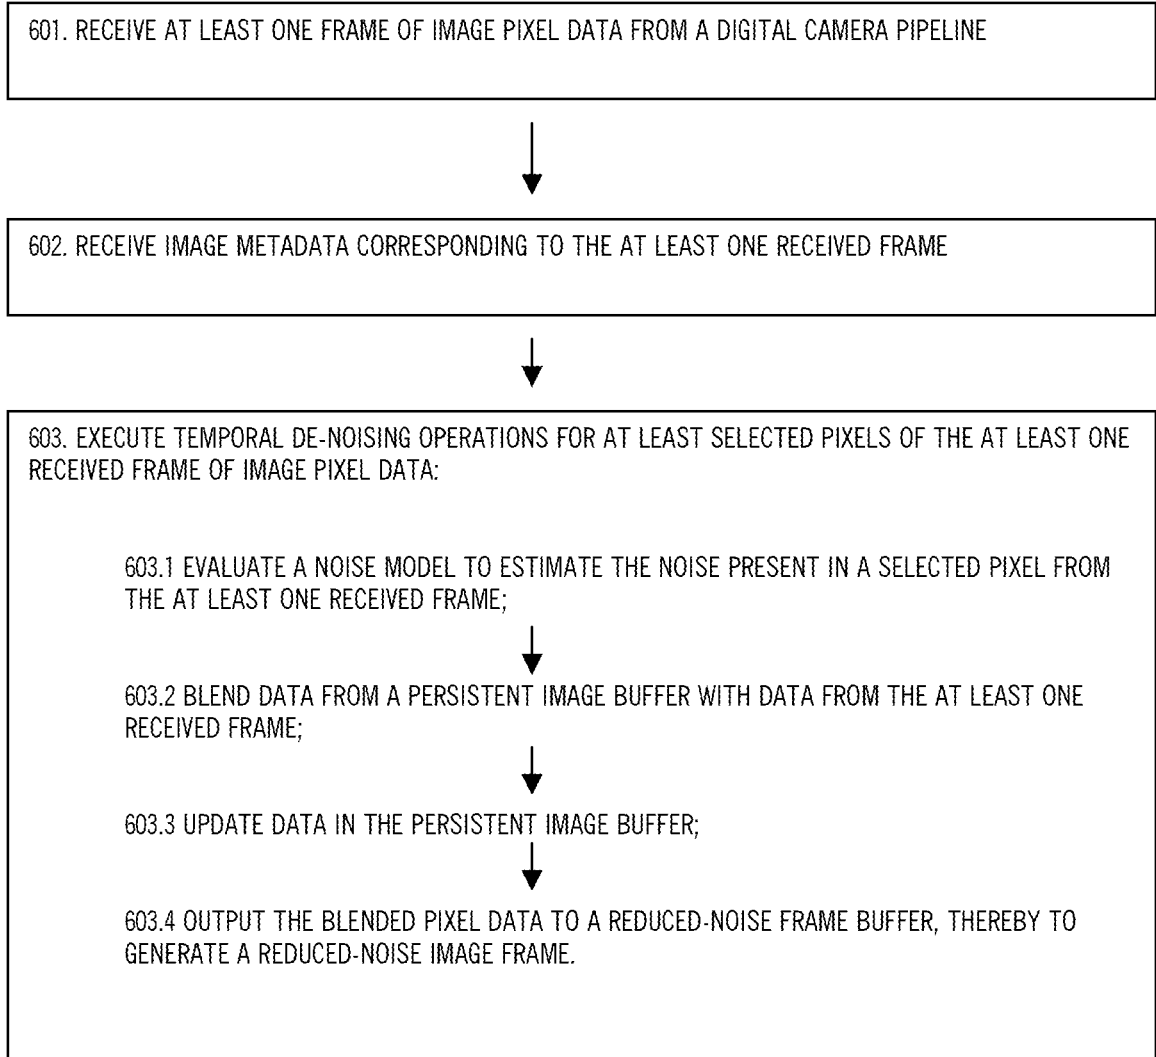 601. RECEIVE AT LEAST ONE FRAME OF IMAGE PIXEL DATA FROM A DIGITAL CAMERA PIPELINE
602. RECEIVE IMAGE METADATA CORRESPONDING TO THE AT LEAST ONE RECEIVED FRAME
603. EXECUTE TEMPORAL DE-NOISING OPERATIONS FOR AT LEAST SELECTED PIXELS OF THE AT LEAST ONE
RECEIVED FRAME OF IMAGE PIXEL DATA:
603.1 EVALUATE A NOISE MODEL TO ESTIMATE THE NOISE PRESENT IN A SELECTED PIXEL FROM
THE AT LEAST ONE RECEIVED FRAME;
603.2 BLEND DATA FROM A PERSISTENT IMAGE BUFFER WITH DATA FROM THE AT LEAST ONE
RECEIVED FRAME;
603.3 UPDATE DATA IN THE PERSISTENT IMAGE BUFFER;
603.4 OUTPUT THE BLENDED PIXEL DATA TO A REDUCED-NOISE FRAME BUFFER, THEREBY TO
GENERATE A REDUCED-NOISE IMAGE FRAME.